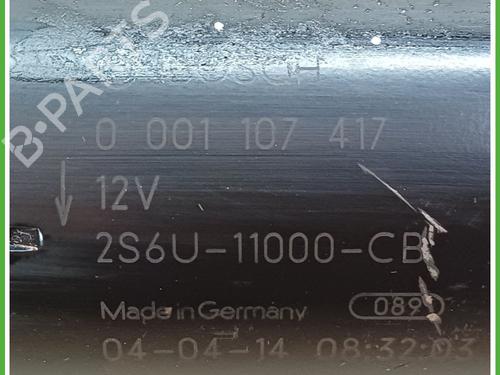 B-PARTS
BOSCH
0 001 107 417
12V
2S6U-11000-CB
Made in Germany
089
04-04-14 08:32:03